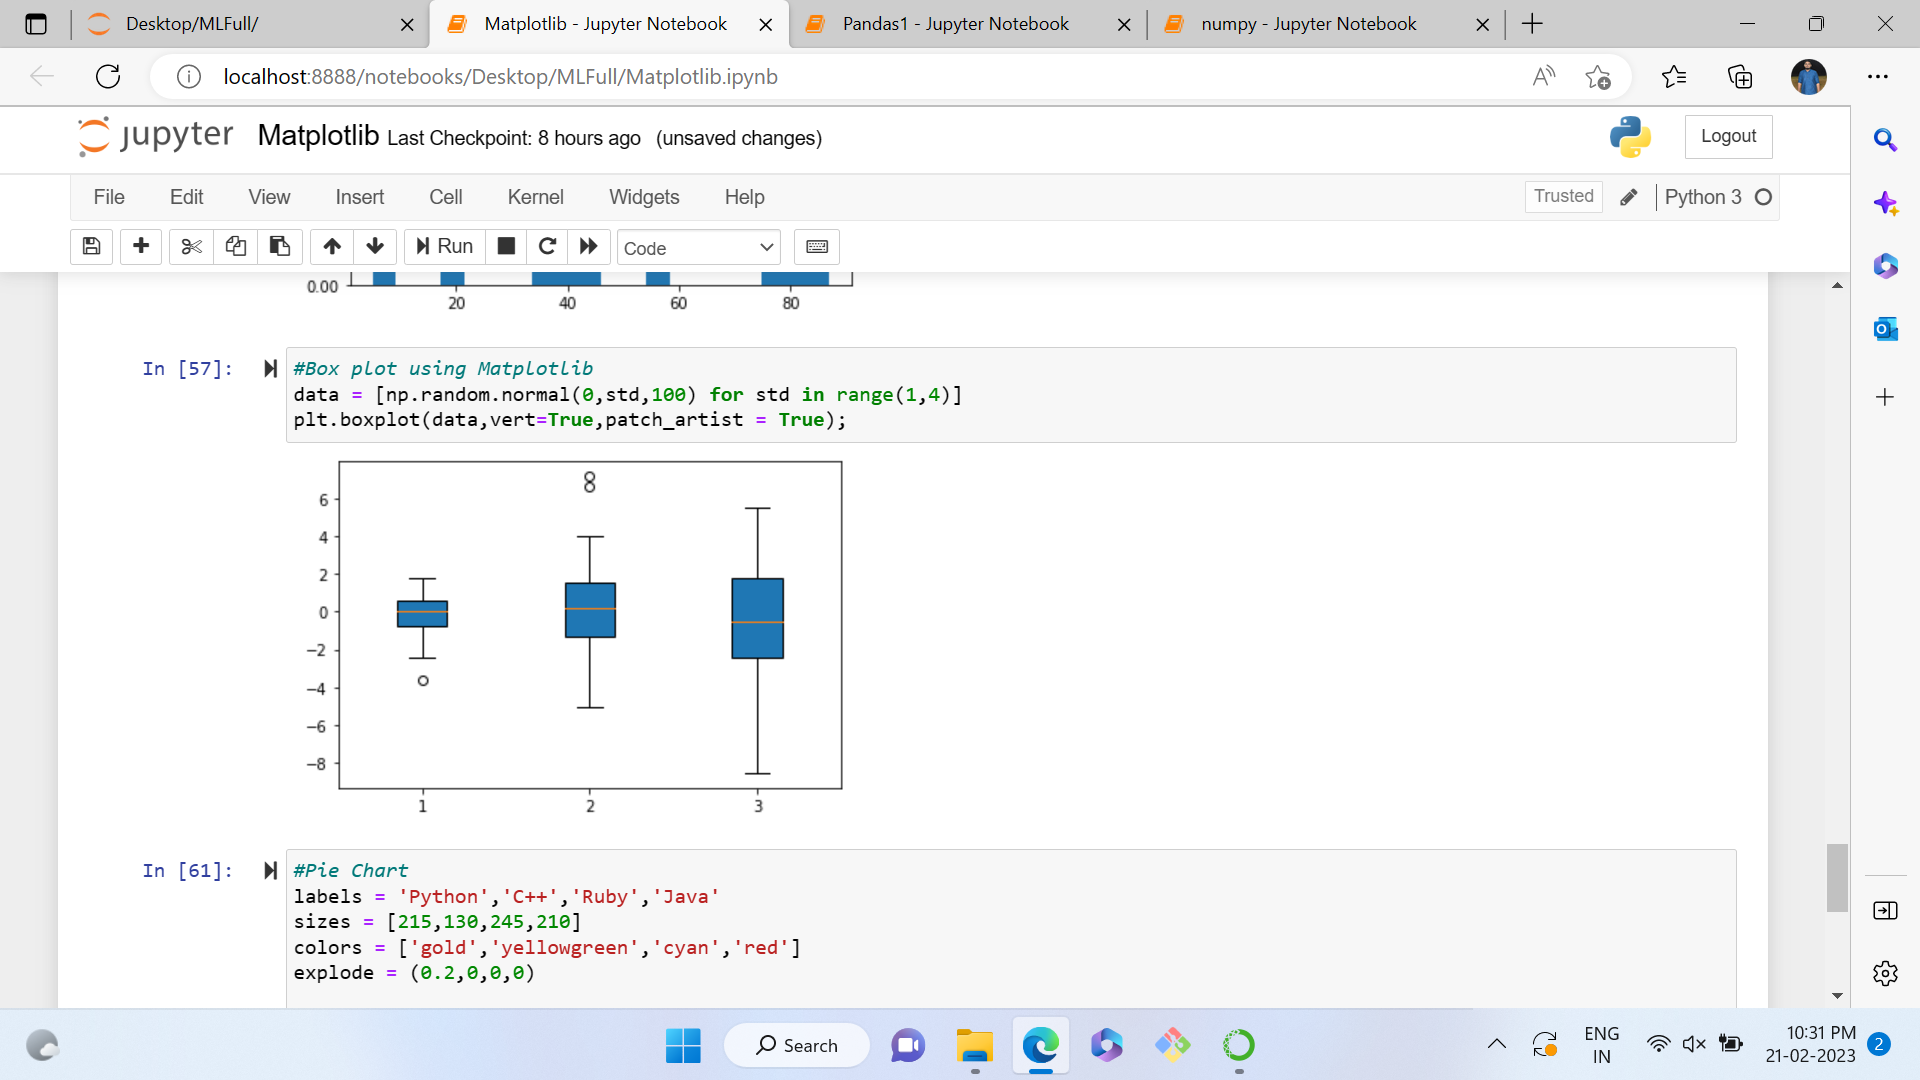 Desktop/MLFull/
Matplotlib - Jupyter Notebook
Pandas1 - Jupyter Notebook
numpy - Jupyter Notebook
localhost:8888/notebooks/Desktop/MLFull/Matplotlib.ipynb
jupyter Matplotlib Last Checkpoint: 8 hours ago (unsaved changes)
Logout
File Edit View Insert Cell Kernel Widgets Help
Trusted
Python 3
Run
Code
0.00
20 40 60 80
In [57]:
#Box plot using Matplotlib
data = [np.random.normal(0,std,100) for std in range(1,4)]
plt.boxplot(data,vert=True,patch_artist = True);
6
4
2
0
−2
−4
−6
−8
1 2 3
In [61]:
#Pie Chart
labels = 'Python','C++','Ruby','Java'
sizes = [215,130,245,210]
colors = ['gold','yellowgreen','cyan','red']
explode = (0.2,0,0,0)
Search
ENG
IN
10:31 PM
21-02-2023
2